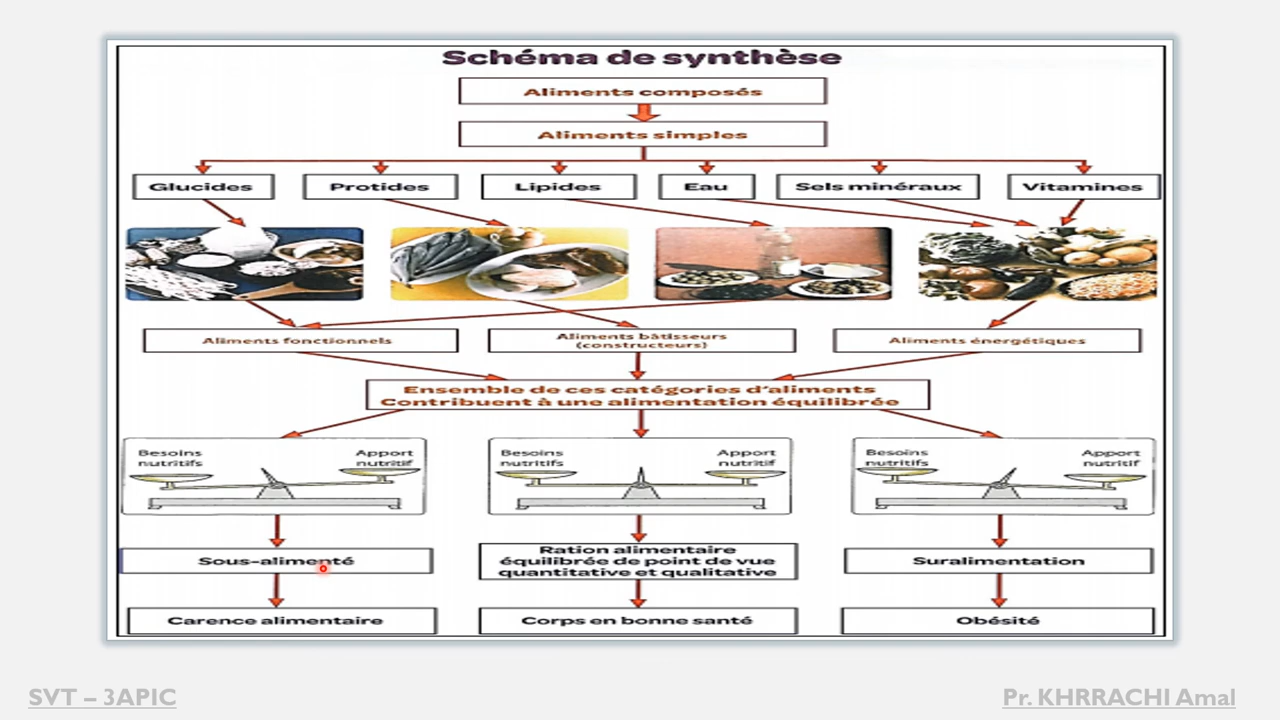 Schéma de synthèse
Aliments composés
Aliments simples
Glucides
Protides
Lipides
Eau
Sels minéraux
Vitamines
Aliments fonctionnels
Aliments bâtisseurs
(constructeurs)
Aliments énergétiques
Ensemble de ces catégories d'aliments
Contribuent à une alimentation équilibrée
Besoins
nutritifs
Apport
nutritif
Besoins
nutritifs
Apport
nutritif
Besoins
nutritifs
Apport
nutritif
Sous-alimenté
Ration alimentaire
équilibrée de point de vue
quantitative et qualitative
Suralimentation
Carence alimentaire
Corps en bonne santé
Obésité
SVT – 3APIC
Pr. KHRRACHI Amal